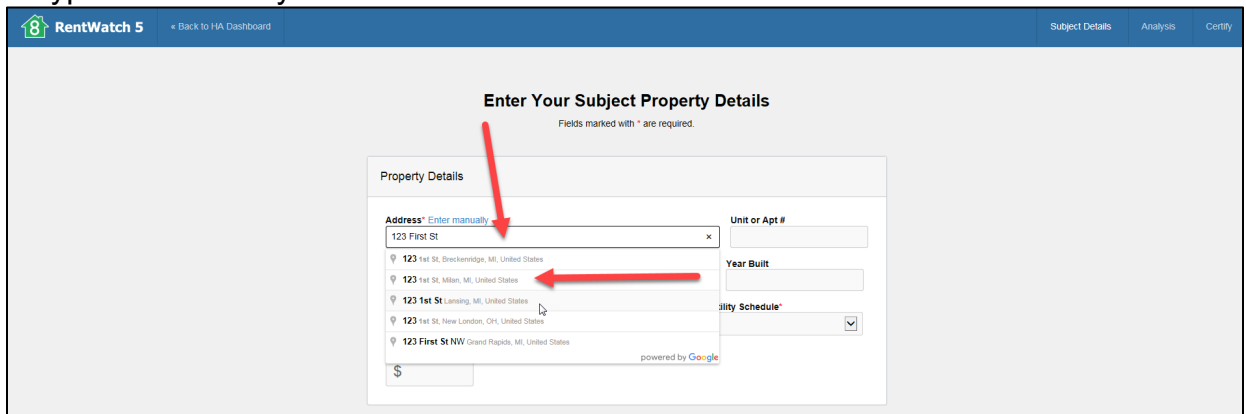 8 RentWatch 5 « Back to HA Dashboard Subject Details Analysis Certify
Enter Your Subject Property Details
Fields marked with * are required.
Property Details
Address* Enter manually Unit or Apt #
123 First St ×
123 1st St, Breckenridge, MI, United States
Year Built
123 1st St, Milan, MI, United States
123 1st St Lansing, MI, United States
ility Schedule*
123 1st St, New London, OH, United States
123 First St NW Grand Rapids, MI, United States
powered by Google
$